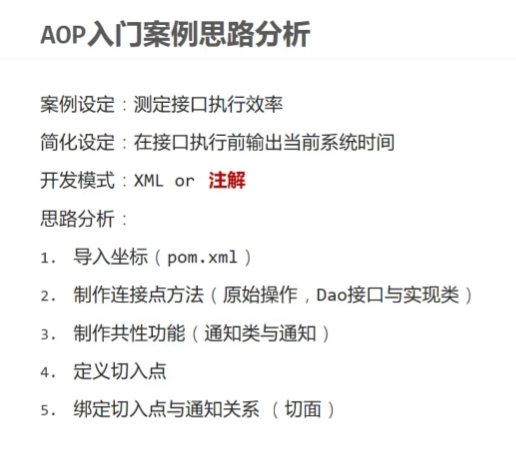 AOP入门案例思路分析
案例设定：测定接口执行效率
简化设定：在接口执行前输出当前系统时间
开发模式：XML or 注解
思路分析：
1. 导入坐标（pom.xml）
2. 制作连接点方法（原始操作，Dao接口与实现类）
3. 制作共性功能（通知类与通知）
4. 定义切入点
5. 绑定切入点与通知关系（切面）